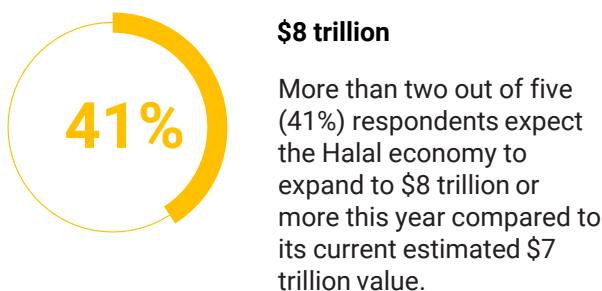 41%
$8 trillion
More than two out of five
(41%) respondents expect
the Halal economy to
expand to $8 trillion or
more this year compared to
its current estimated $7
trillion value.